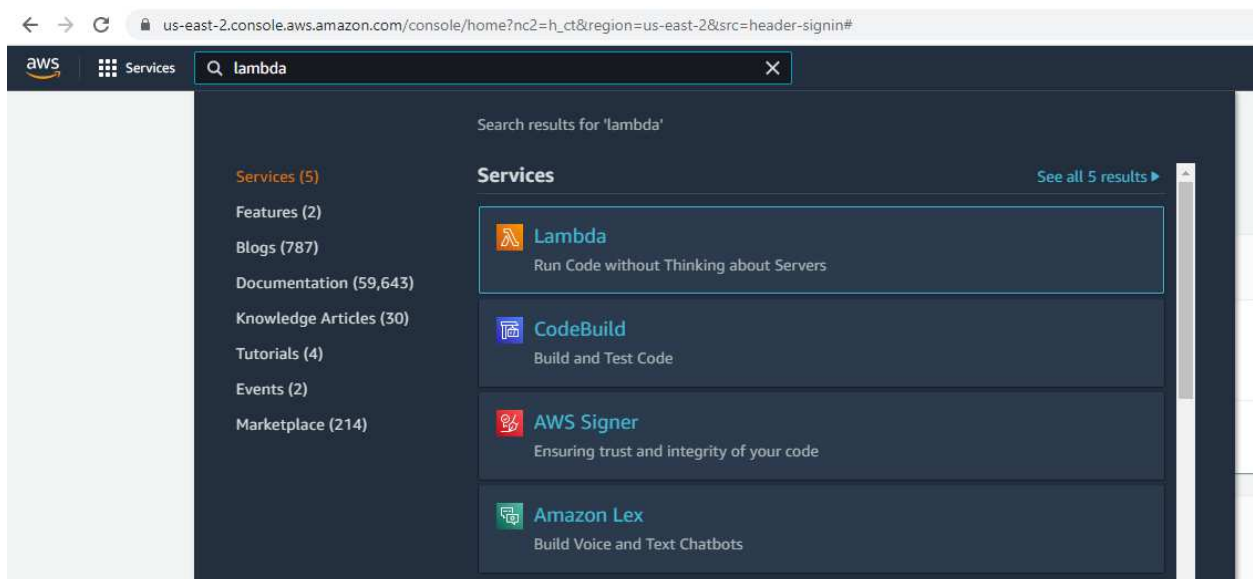 us-east-2.console.aws.amazon.com/console/home?nc2=h_ct&region=us-east-2&src=header-signin#
aws Services lambda
Search results for 'lambda'
Services (5)
Features (2)
Blogs (787)
Documentation (59,643)
Knowledge Articles (30)
Tutorials (4)
Events (2)
Marketplace (214)
Services See all 5 results
Lambda
Run Code without Thinking about Servers
CodeBuild
Build and Test Code
AWS Signer
Ensuring trust and integrity of your code
Amazon Lex
Build Voice and Text Chatbots